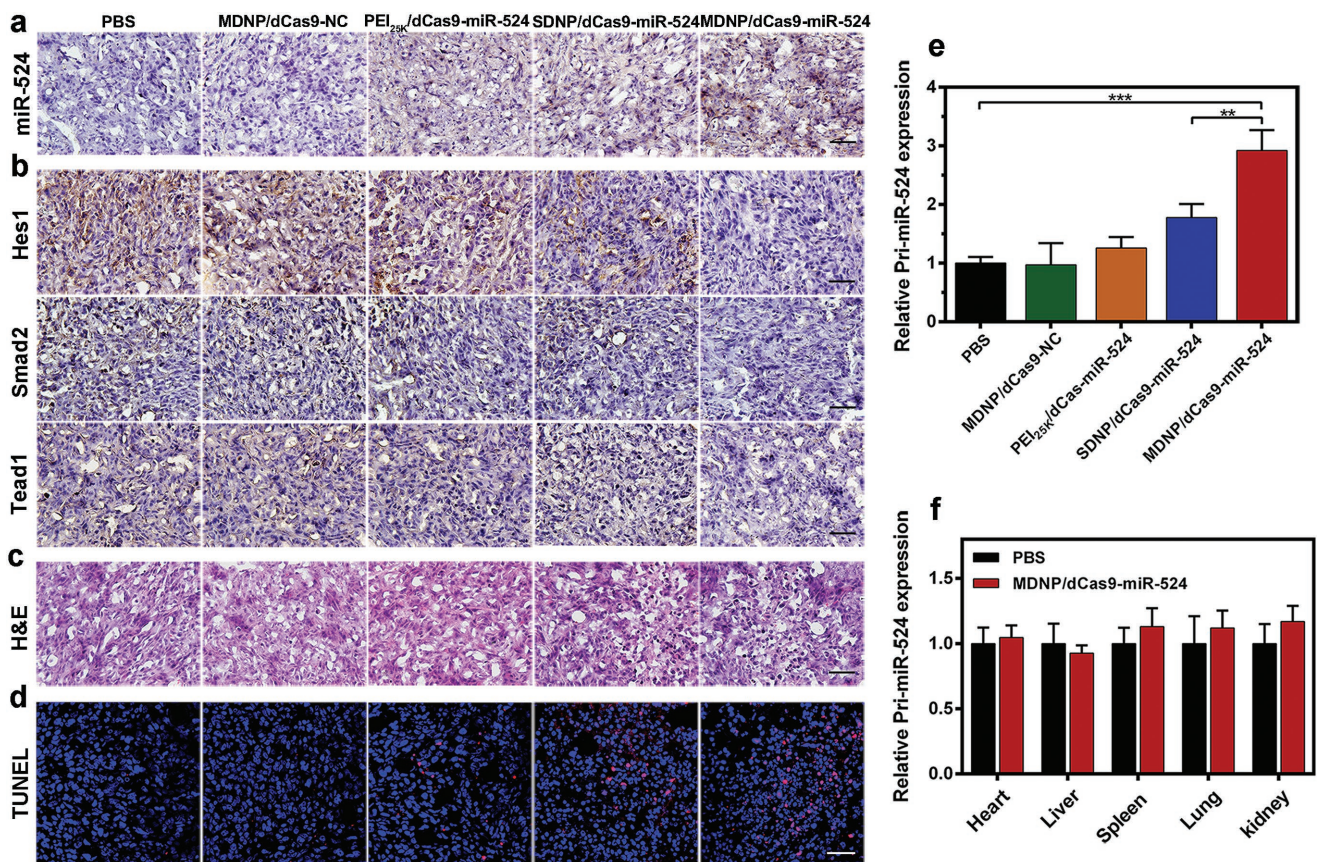 a
PBS
MDNP/dCas9-NC
PEI25K/dCas9-miR-524
SDNP/dCas9-miR-524
MDNP/dCas9-miR-524
miR-524
b
Hes1
Smad2
Tead1
c
H&E
d
TUNEL
e
Relative Pri-miR-524 expression
4
3
2
1
0
***
**
PBS
MDNP/dCas9-NC
PEI25K/dCas-miR-524
SDNP/dCas9-miR-524
MDNP/dCas9-miR-524
f
Relative Pri-miR-524 expression
1.5
1.0
0.5
0.0
PBS
MDNP/dCas9-miR-524
Heart
Liver
Spleen
Lung
kidney